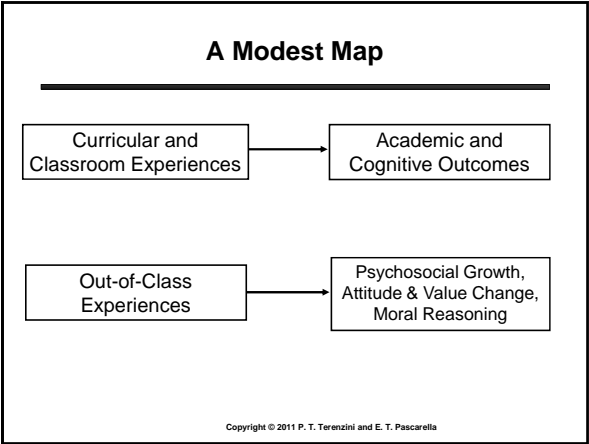 A Modest Map
Curricular and
Classroom Experiences
Academic and
Cognitive Outcomes
Out-of-Class
Experiences
Psychosocial Growth,
Attitude & Value Change,
Moral Reasoning
Copyright © 2011 P. T. Terenzini and E. T. Pascarella